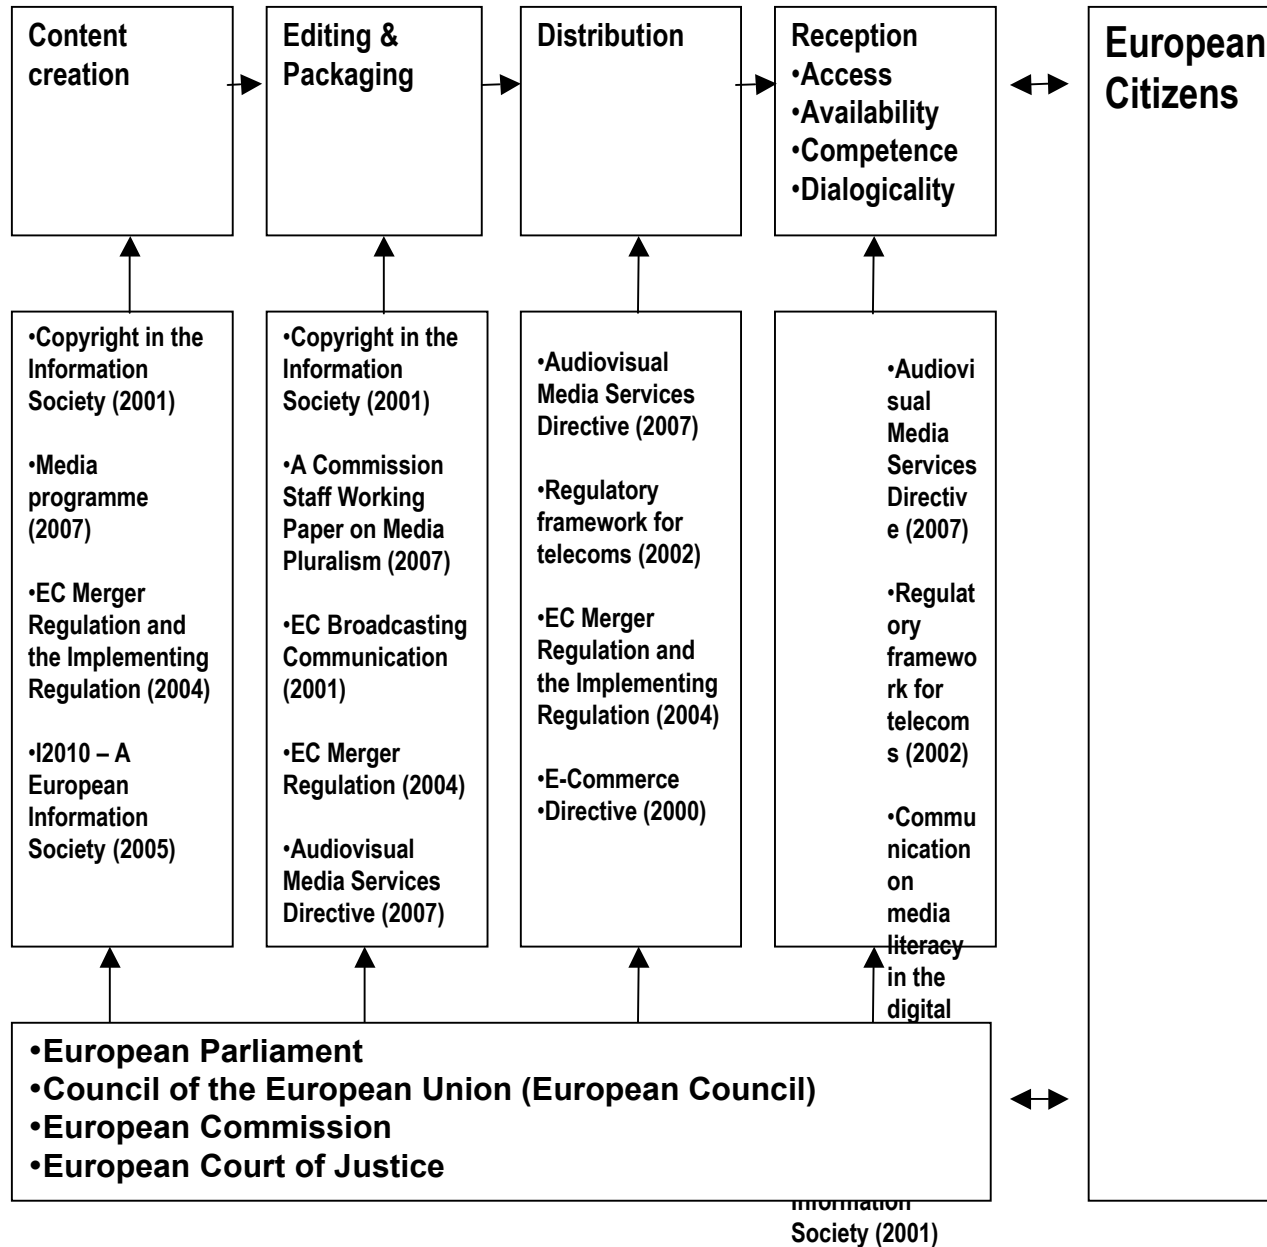 Content
creation
Editing &
Packaging
Distribution
Reception
•Access
•Availability
•Competence
•Dialogicality
European
Citizens
•Copyright in the
Information
Society (2001)
•Media
programme
(2007)
•EC Merger
Regulation and
the Implementing
Regulation (2004)
•I2010 – A
European
Information
Society (2005)
•Copyright in the
Information
Society (2001)
•A Commission
Staff Working
Paper on Media
Pluralism (2007)
•EC Broadcasting
Communication
(2001)
•EC Merger
Regulation (2004)
•Audiovisual
Media Services
Directive (2007)
•Audiovisual
Media Services
Directive (2007)
•Regulatory
framework for
telecoms (2002)
•EC Merger
Regulation and
the Implementing
Regulation (2004)
•E-Commerce
•Directive (2000)
•Audiovi
sual
Media
Services
Directiv
e (2007)
•Regulat
ory
framewo
rk for
telecom
s (2002)
•Commu
nication
on
media
literacy
in the
digital
•European Parliament
•Council of the European Union (European Council)
•European Commission
•European Court of Justice
Information
Society (2001)